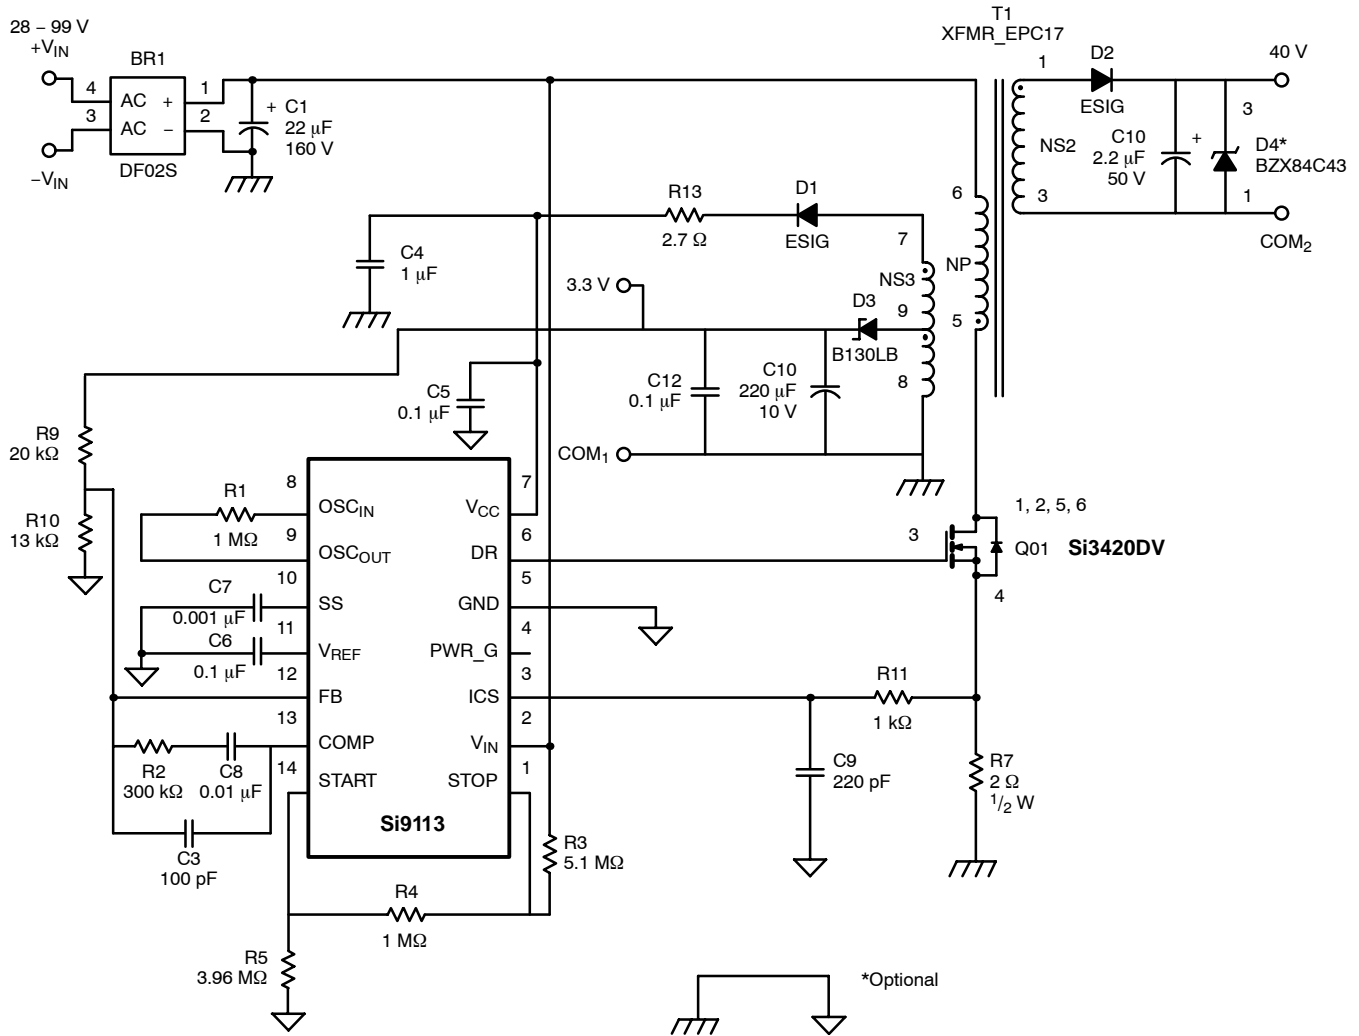 T1
XFMR_EPC17
28 – 99 V
+VIN
BR1
4
3
AC +
AC −
1
2
DF02S
−VIN
+
C1
22 μF
160 V
1
D2
ESIG
40 V
NS2
3
C10
2.2 μF
50 V
+
3
D4*
BZX84C43
1
COM2
6
NP
5
R13
2.7 Ω
D1
ESIG
7
NS3
9
8
C4
1 μF
3.3 V
D3
B130LB
C12
0.1 μF
C10
220 μF
10 V
COM1
C5
0.1 μF
R9
20 kΩ
R10
13 kΩ
R1
1 MΩ
8
OSCIN
9
OSCOUT
10
SS
11
VREF
12
FB
13
COMP
14
START
7
VCC
6
DR
5
GND
4
PWR_G
3
ICS
2
VIN
1
STOP
Si9113
C7
0.001 μF
C6
0.1 μF
R2
300 kΩ
C8
0.01 μF
C3
100 pF
1, 2, 5, 6
3
Q01 Si3420DV
4
R11
1 kΩ
C9
220 pF
R7
2 Ω
1/2 W
R3
5.1 MΩ
R4
1 MΩ
R5
3.96 MΩ
*Optional